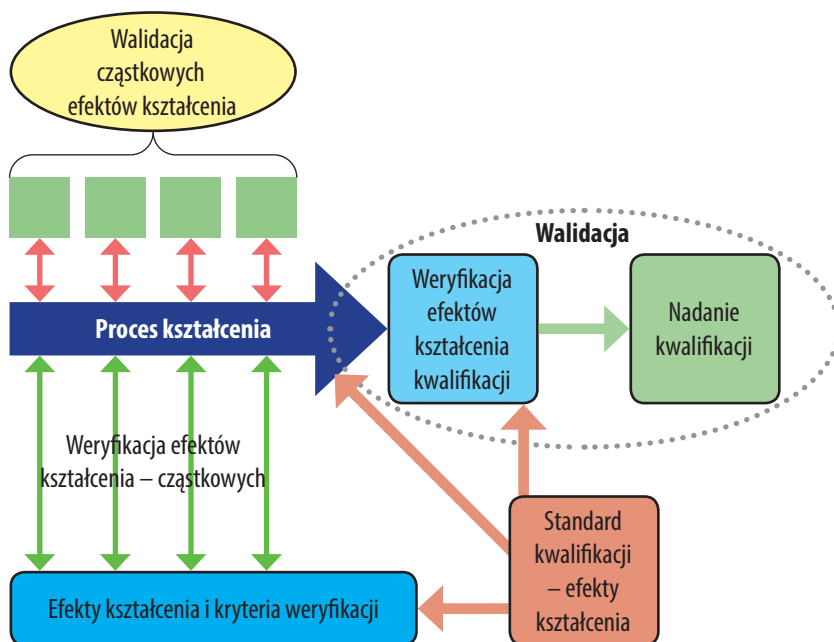 Walidacja
cząstkowych
efektów kształcenia
Walidacja
Weryfikacja
efektów
kształcenia
kwalifikacji
Nadanie
kwalifikacji
Proces kształcenia
Weryfikacja efektów
kształcenia – cząstkowych
Standard
kwalifikacji
– efekty
kształcenia
Efekty kształcenia i kryteria weryfikacji